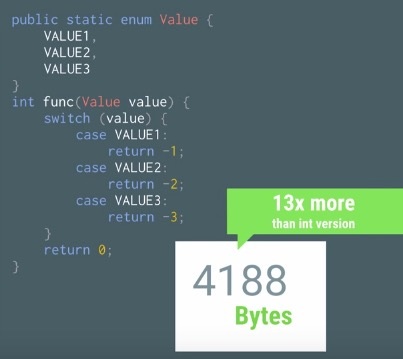 public static enum Value {
    VALUE1,
    VALUE2,
    VALUE3
}
int func(Value value) {
    switch (value) {
        case VALUE1:
            return -1;
        case VALUE2:
            return -2;
        case VALUE3:
            return -3;
    }
    return 0;
}
13x more
than int version
4188
Bytes